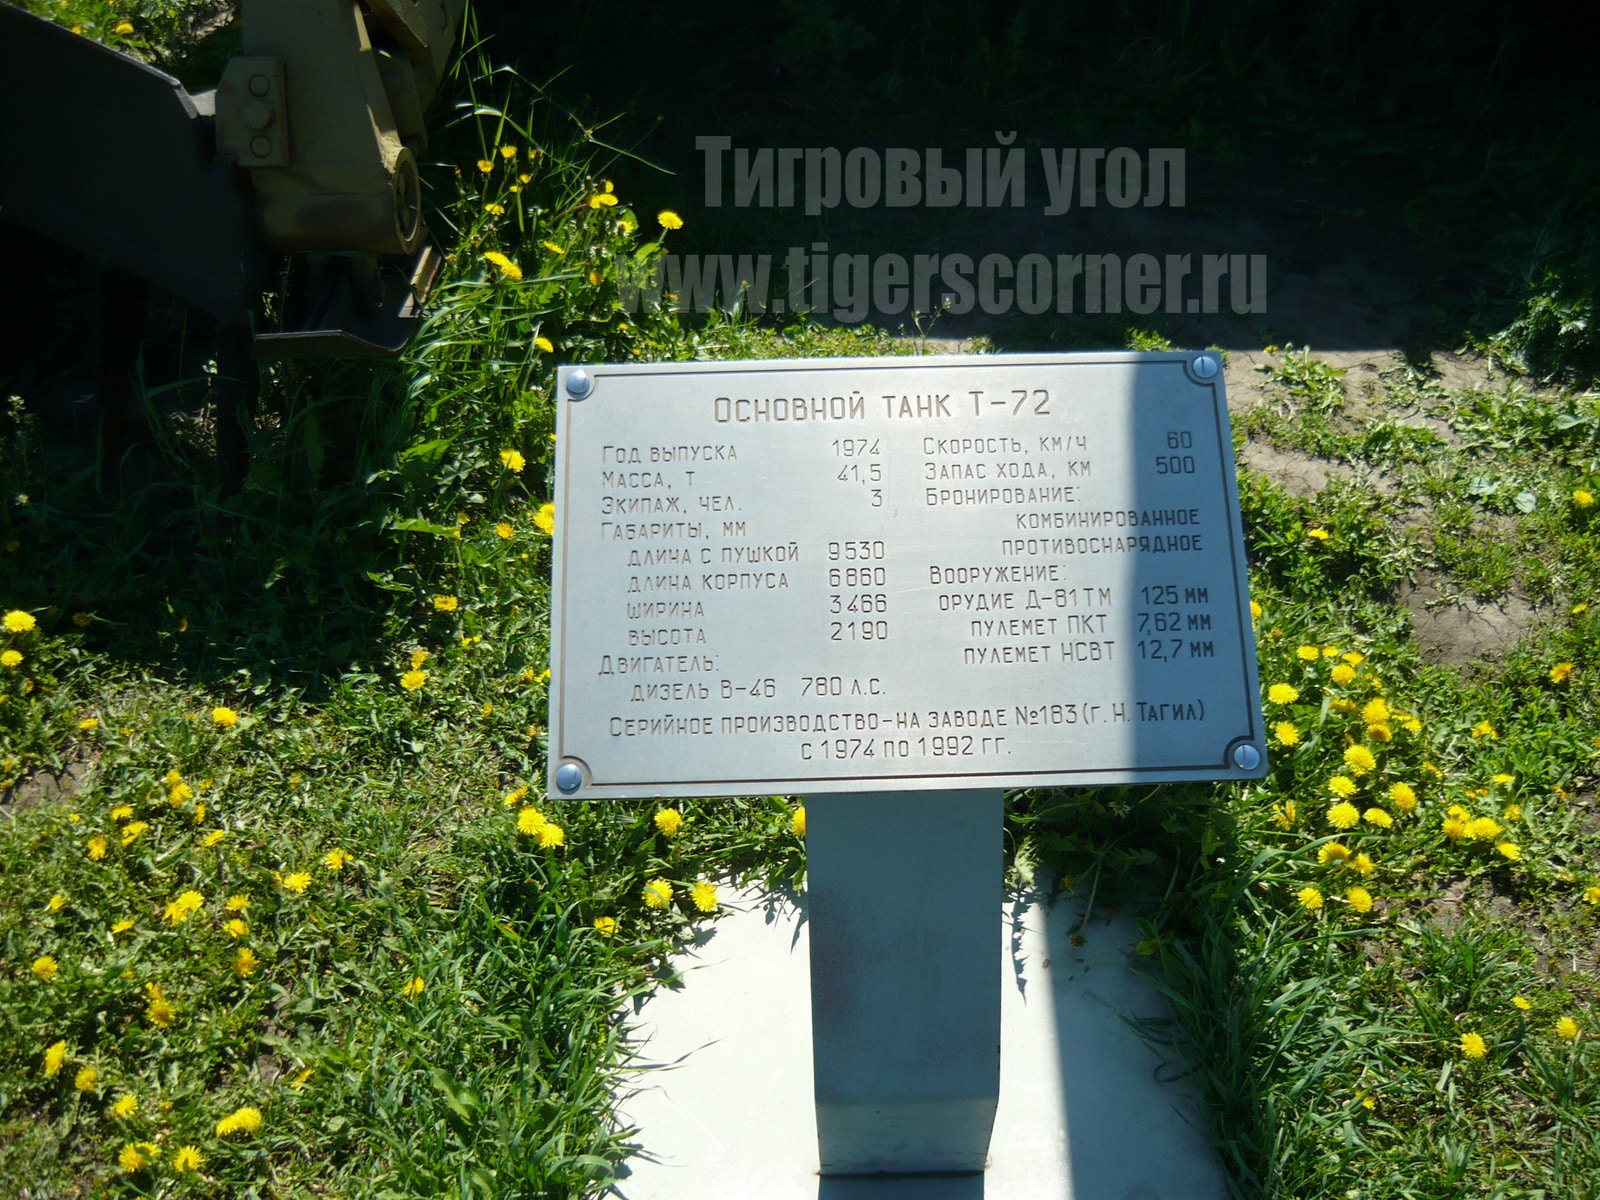 Тигровый угол
www.tigerscorner.ru
Основной танк Т-72
Год выпуска 1974
Масса, т 41,5
Экипаж, чел. 3
Габариты, мм
длина с пушкой 9530
длина корпуса 6860
ширина 3466
высота 2190
Двигатель:
дизель В-46 780 л.с.
Скорость, км/ч 60
Запас хода, км 500
Бронирование:
комбинированное
противоснарядное
Вооружение:
орудие Д-81ТМ 125 мм
пулемет ПКТ 7,62 мм
пулемет НСВТ 12,7 мм
Серийное производство-на заводе №183 (г. Н. Тагил)
с 1974 по 1992 гг.